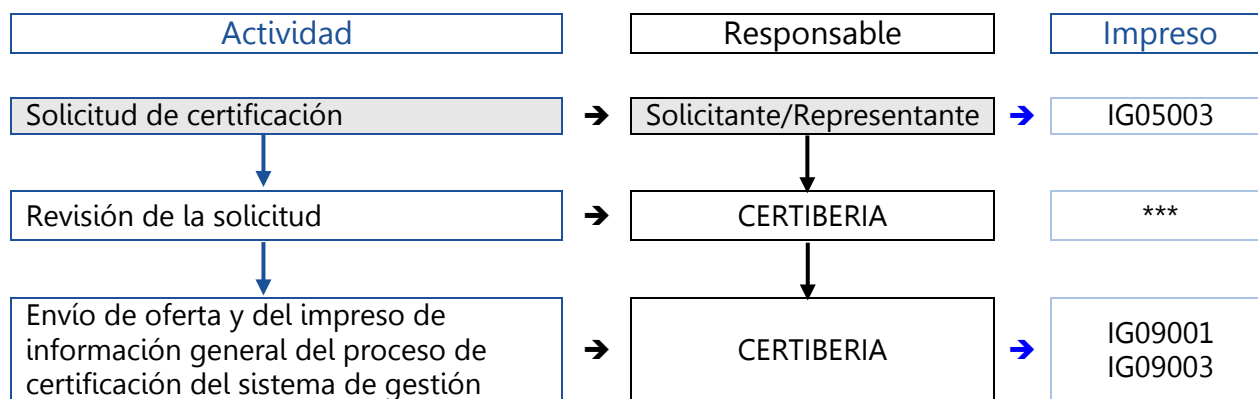 Actividad
Responsable
Impreso
Solicitud de certificación
Solicitante/Representante
IG05003
Revisión de la solicitud
CERTIBERIA
***
Envío de oferta y del impreso de
información general del proceso de
certificación del sistema de gestión
CERTIBERIA
IG09001
IG09003